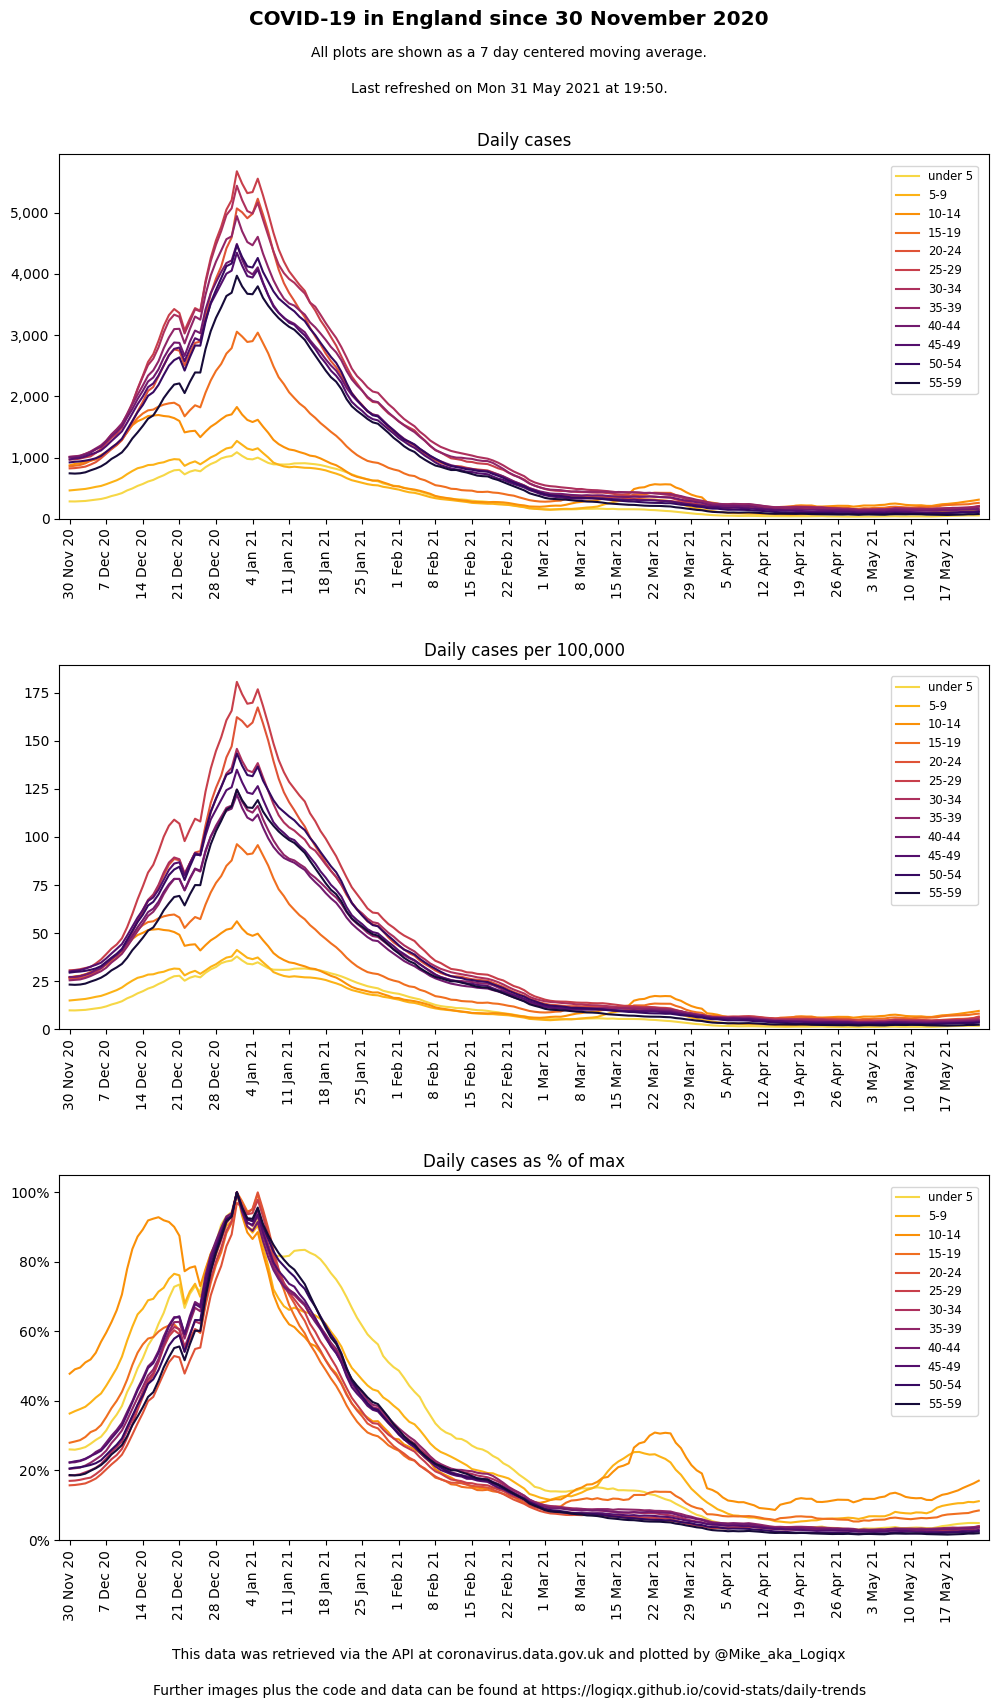 COVID-19 in England since 30 November 2020
All plots are shown as a 7 day centered moving average.
Last refreshed on Mon 31 May 2021 at 19:50.
Daily cases
5,000
4,000
3,000
2,000
1,000
0
under 5
5-9
10-14
15-19
20-24
25-29
30-34
35-39
40-44
45-49
50-54
55-59
30 Nov 20
7 Dec 20
14 Dec 20
21 Dec 20
28 Dec 20
4 Jan 21
11 Jan 21
18 Jan 21
25 Jan 21
1 Feb 21
8 Feb 21
15 Feb 21
22 Feb 21
1 Mar 21
8 Mar 21
15 Mar 21
22 Mar 21
29 Mar 21
5 Apr 21
12 Apr 21
19 Apr 21
26 Apr 21
3 May 21
10 May 21
17 May 21
Daily cases per 100,000
175
150
125
100
75
50
25
0
under 5
5-9
10-14
15-19
20-24
25-29
30-34
35-39
40-44
45-49
50-54
55-59
30 Nov 20
7 Dec 20
14 Dec 20
21 Dec 20
28 Dec 20
4 Jan 21
11 Jan 21
18 Jan 21
25 Jan 21
1 Feb 21
8 Feb 21
15 Feb 21
22 Feb 21
1 Mar 21
8 Mar 21
15 Mar 21
22 Mar 21
29 Mar 21
5 Apr 21
12 Apr 21
19 Apr 21
26 Apr 21
3 May 21
10 May 21
17 May 21
Daily cases as % of max
100%
80%
60%
40%
20%
0%
under 5
5-9
10-14
15-19
20-24
25-29
30-34
35-39
40-44
45-49
50-54
55-59
30 Nov 20
7 Dec 20
14 Dec 20
21 Dec 20
28 Dec 20
4 Jan 21
11 Jan 21
18 Jan 21
25 Jan 21
1 Feb 21
8 Feb 21
15 Feb 21
22 Feb 21
1 Mar 21
8 Mar 21
15 Mar 21
22 Mar 21
29 Mar 21
5 Apr 21
12 Apr 21
19 Apr 21
26 Apr 21
3 May 21
10 May 21
17 May 21
This data was retrieved via the API at coronavirus.data.gov.uk and plotted by @Mike_aka_Logiqx
Further images plus the code and data can be found at https://logiqx.github.io/covid-stats/daily-trends